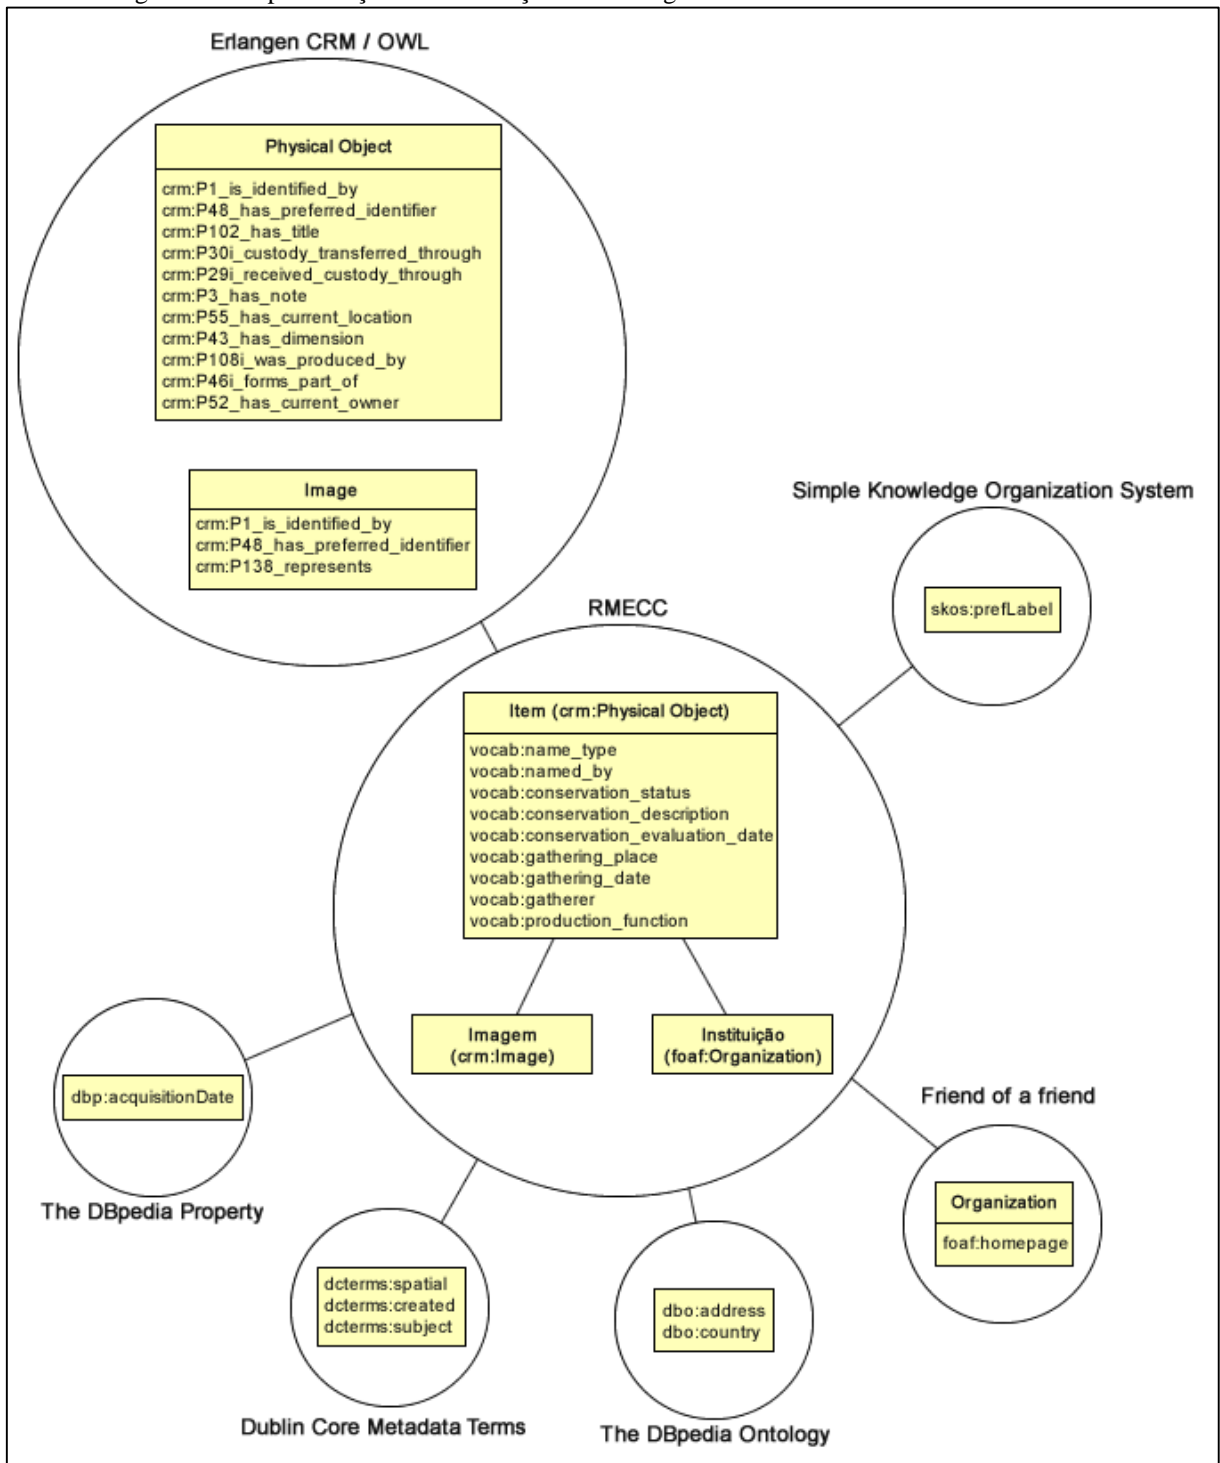 Erlangen CRM / OWL
Physical Object
crm:P1_is_identified_by
crm:P48_has_preferred_identifier
crm:P102_has_title
crm:P30i_custody_transferred_through
crm:P29i_received_custody_through
crm:P3_has_note
crm:P55_has_current_location
crm:P43_has_dimension
crm:P108i_was_produced_by
crm:P46i_forms_part_of
crm:P52_has_current_owner
Image
crm:P1_is_identified_by
crm:P48_has_preferred_identifier
crm:P138_represents
Simple Knowledge Organization System
skos:prefLabel
RMECC
Item (crm:Physical Object)
vocab:name_type
vocab:named_by
vocab:conservation_status
vocab:conservation_description
vocab:conservation_evaluation_date
vocab:gathering_place
vocab:gathering_date
vocab:gatherer
vocab:production_function
Imagem
(crm:Image)
Instituição
(foaf:Organization)
dbp:acquisitionDate
The DBpedia Property
Friend of a friend
Organization
foaf:homepage
dcterms:spatial
dcterms:created
dcterms:subject
Dublin Core Metadata Terms
dbo:address
dbo:country
The DBpedia Ontology